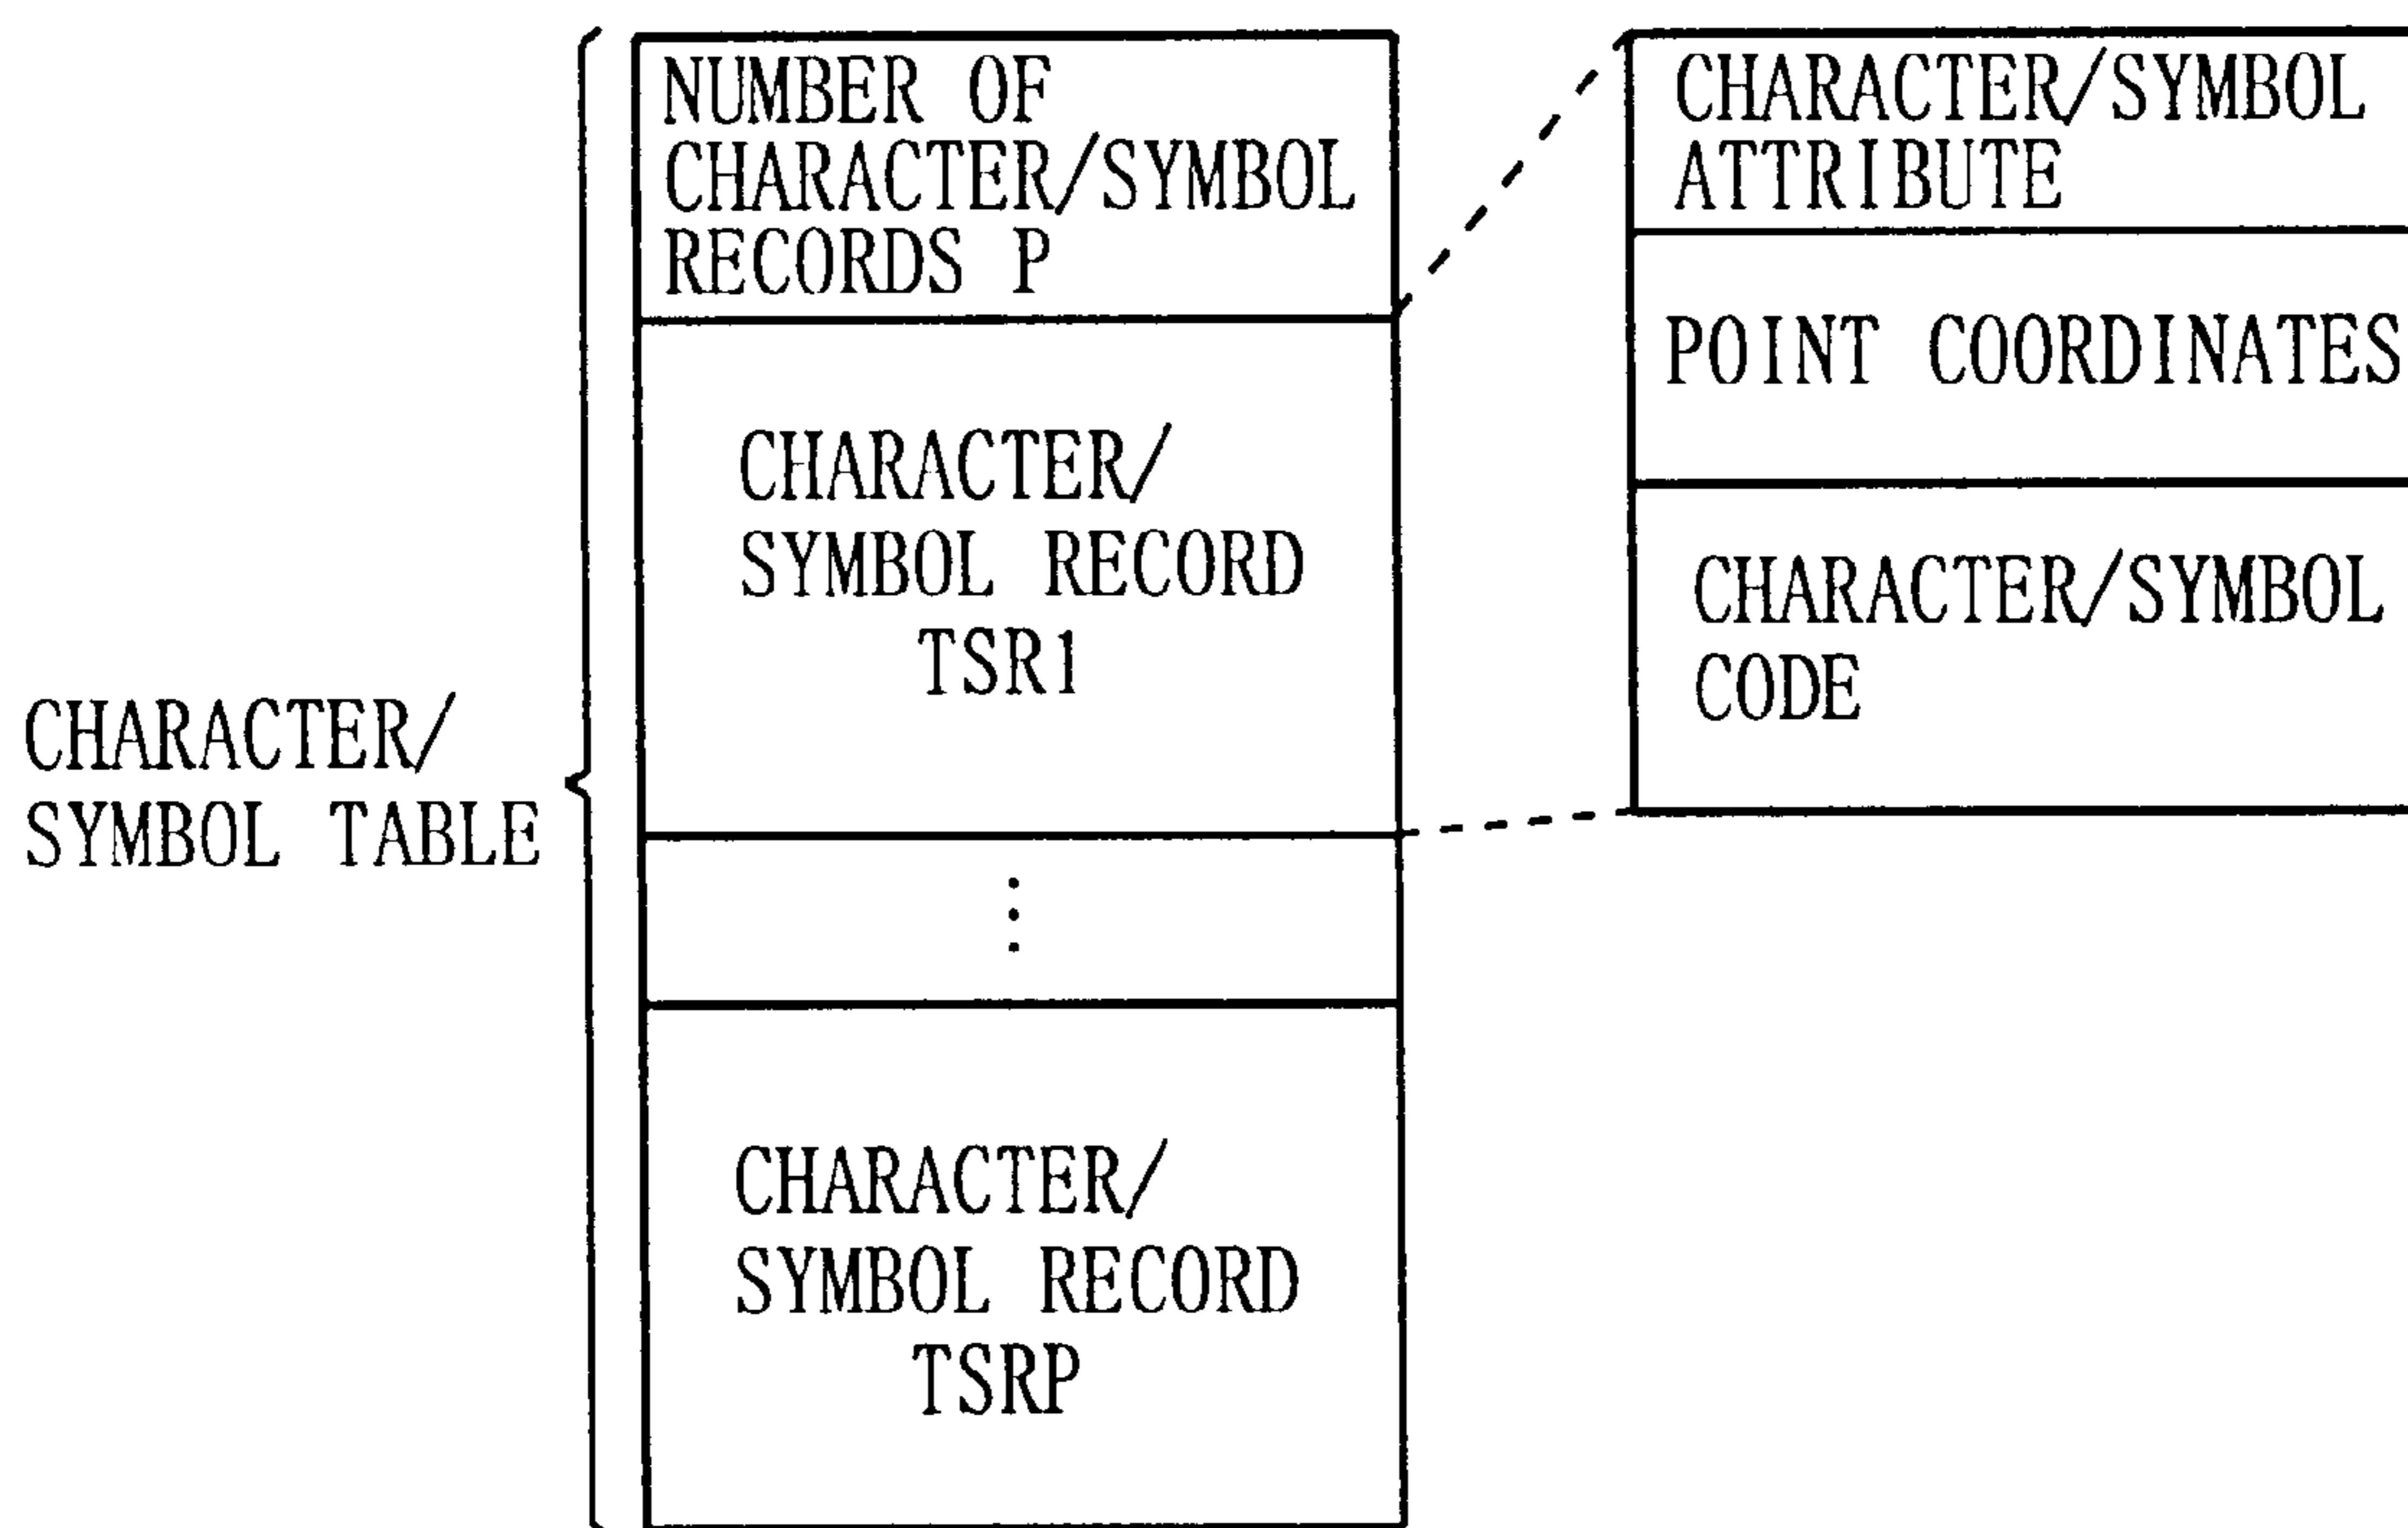 CHARACTER/
SYMBOL TABLE
NUMBER OF
CHARACTER/SYMBOL
RECORDS P
CHARACTER/
SYMBOL RECORD
TSR1
CHARACTER/
SYMBOL RECORD
TSRP
CHARACTER/SYMBOL
ATTRIBUTE
POINT COORDINATES
CHARACTER/SYMBOL
CODE